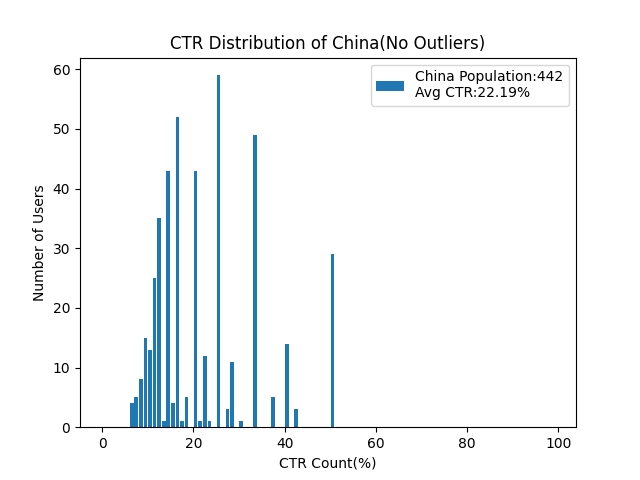 CTR Distribution of China(No Outliers)
China Population:442
Avg CTR:22.19%
60
50
40
30
20
10
0
Number of Users
0 20 40 60 80 100
CTR Count(%)